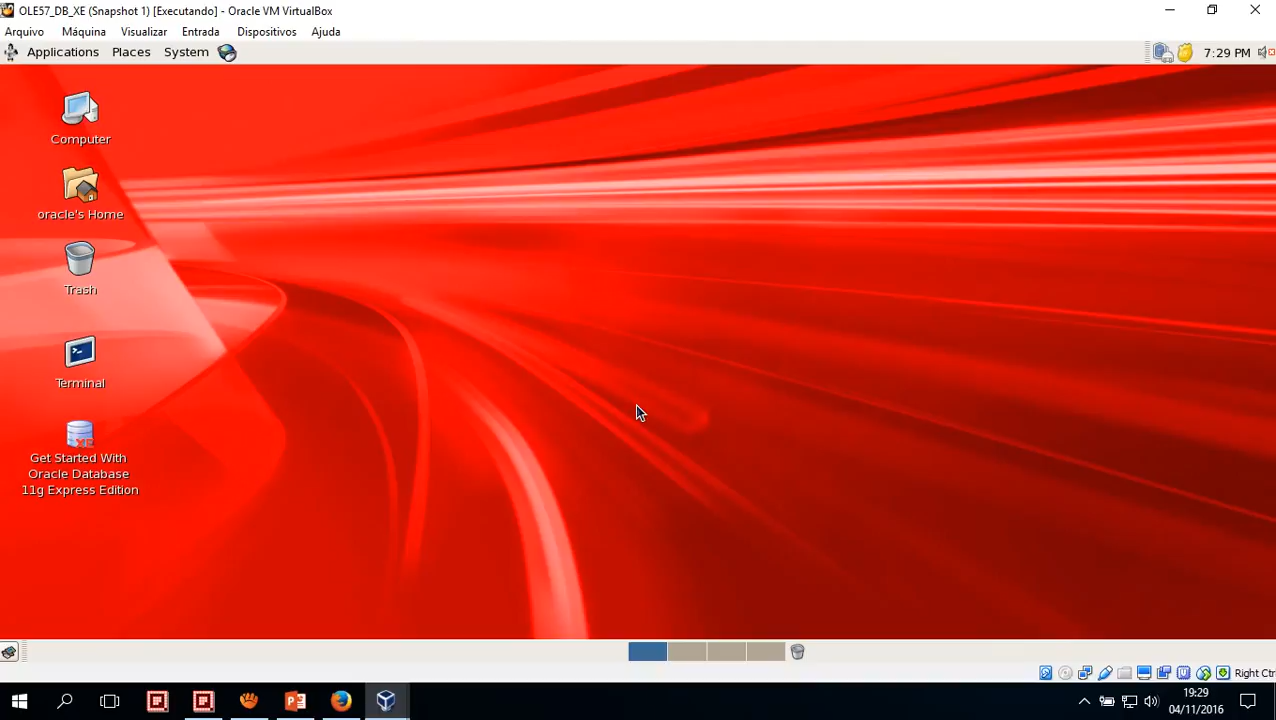 OLE57_DB_XE (Snapshot 1) [Executando] - Oracle VM VirtualBox
Arquivo Máquina Visualizar Entrada Dispositivos Ajuda
Applications Places System 7:29 PM
Computer
oracle's Home
Trash
Terminal
Get Started With
Oracle Database
11g Express Edition
Right Ctrl
19:29
04/11/2016